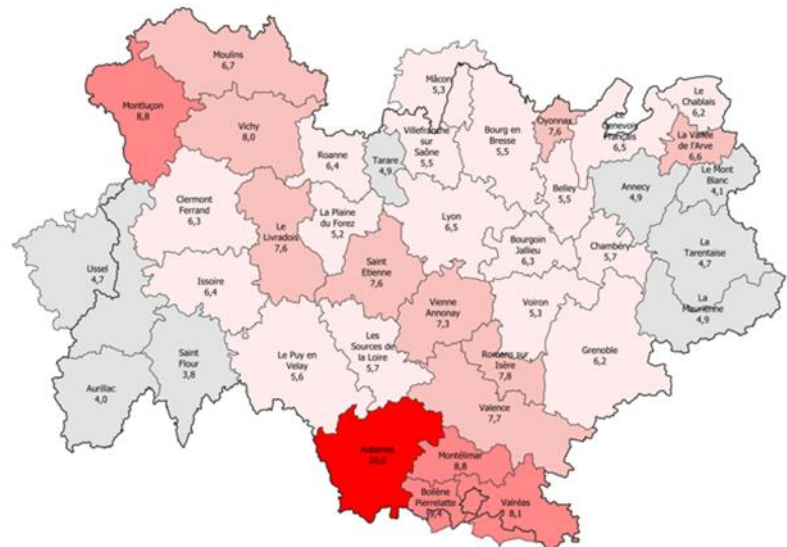 Moulins
6,7
Mâcon
5,3
Montluçon
8,8
Vichy
8,0
Roanne
6,4
Tarare
4,9
Villefranche
sur
Saône
5,5
Bourg en
Bresse
5,5
Oyonnax
7,6
Le
Genevois
Français
6,5
Le
Chablais
6,2
La Vallée
de l'Arve
6,6
Le Mont
Blanc
4,1
Annecy
4,9
Belley
5,5
Clermont
Ferrand
6,3
Le
Livradois
7,6
La Plaine
du Forez
5,2
Lyon
6,5
Bourgoin
Jallieu
6,3
Chambéry
5,7
La
Tarentaise
4,7
Ussel
4,7
Issoire
6,4
Saint
Etienne
7,6
Vienne
Annonay
7,3
Voiron
5,3
La
Maurienne
4,9
Saint
Flour
3,8
Le Puy en
Velay
5,6
Les
Sources de
la Loire
5,7
Romans sur
Isère
7,8
Grenoble
6,2
Aurillac
4,0
Valence
7,7
Aubenas
10,0
Montélimar
8,8
Bollène
Pierrelatte
9,4
Valréas
8,1